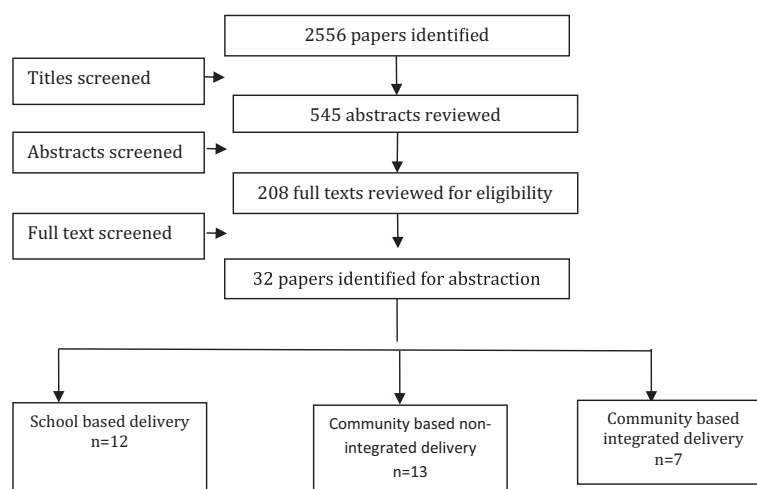 2556 papers identified
Titles screened
545 abstracts reviewed
Abstracts screened
208 full texts reviewed for eligibility
Full text screened
32 papers identified for abstraction
School based delivery
n=12
Community based non-
integrated delivery
n=13
Community based
integrated delivery
n=7